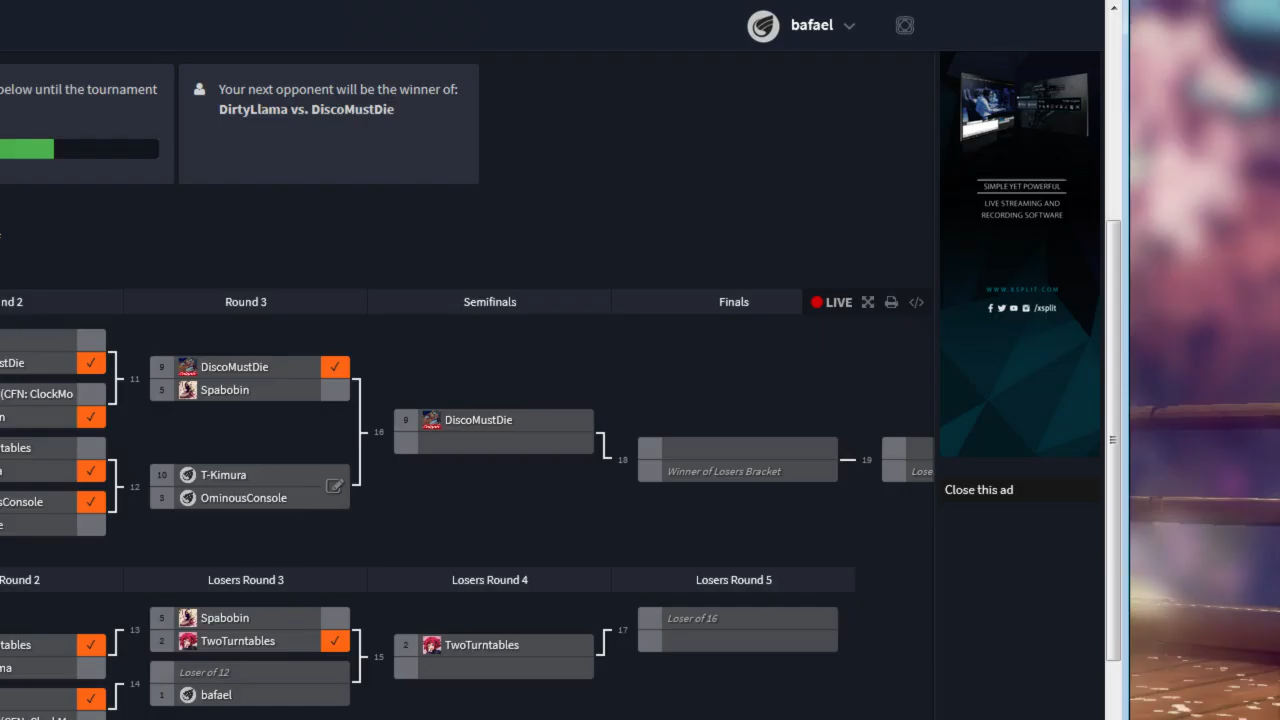 bafael
below until the tournament
Your next opponent will be the winner of:
DirtyLlama vs. DiscoMustDie
SIMPLE YET POWERFUL
LIVE STREAMING AND
RECORDING SOFTWARE
WWW.XSPLIT.COM
/xsplit
nd 2
Round 3
Semifinals
Finals
LIVE
</>
stDie
(CFN: ClockMo
n
11
9 DiscoMustDie
5 Spabobin
tables
a
sConsole
e
12
10 T-Kimura
3 OminousConsole
16
9 DiscoMustDie
18
Winner of Losers Bracket
19
Lose
Close this ad
Round 2
Losers Round 3
Losers Round 4
Losers Round 5
tables
ma
13
5 Spabobin
2 TwoTurntables
14
Loser of 12
1 bafael
15
2 TwoTurntables
17
Loser of 16